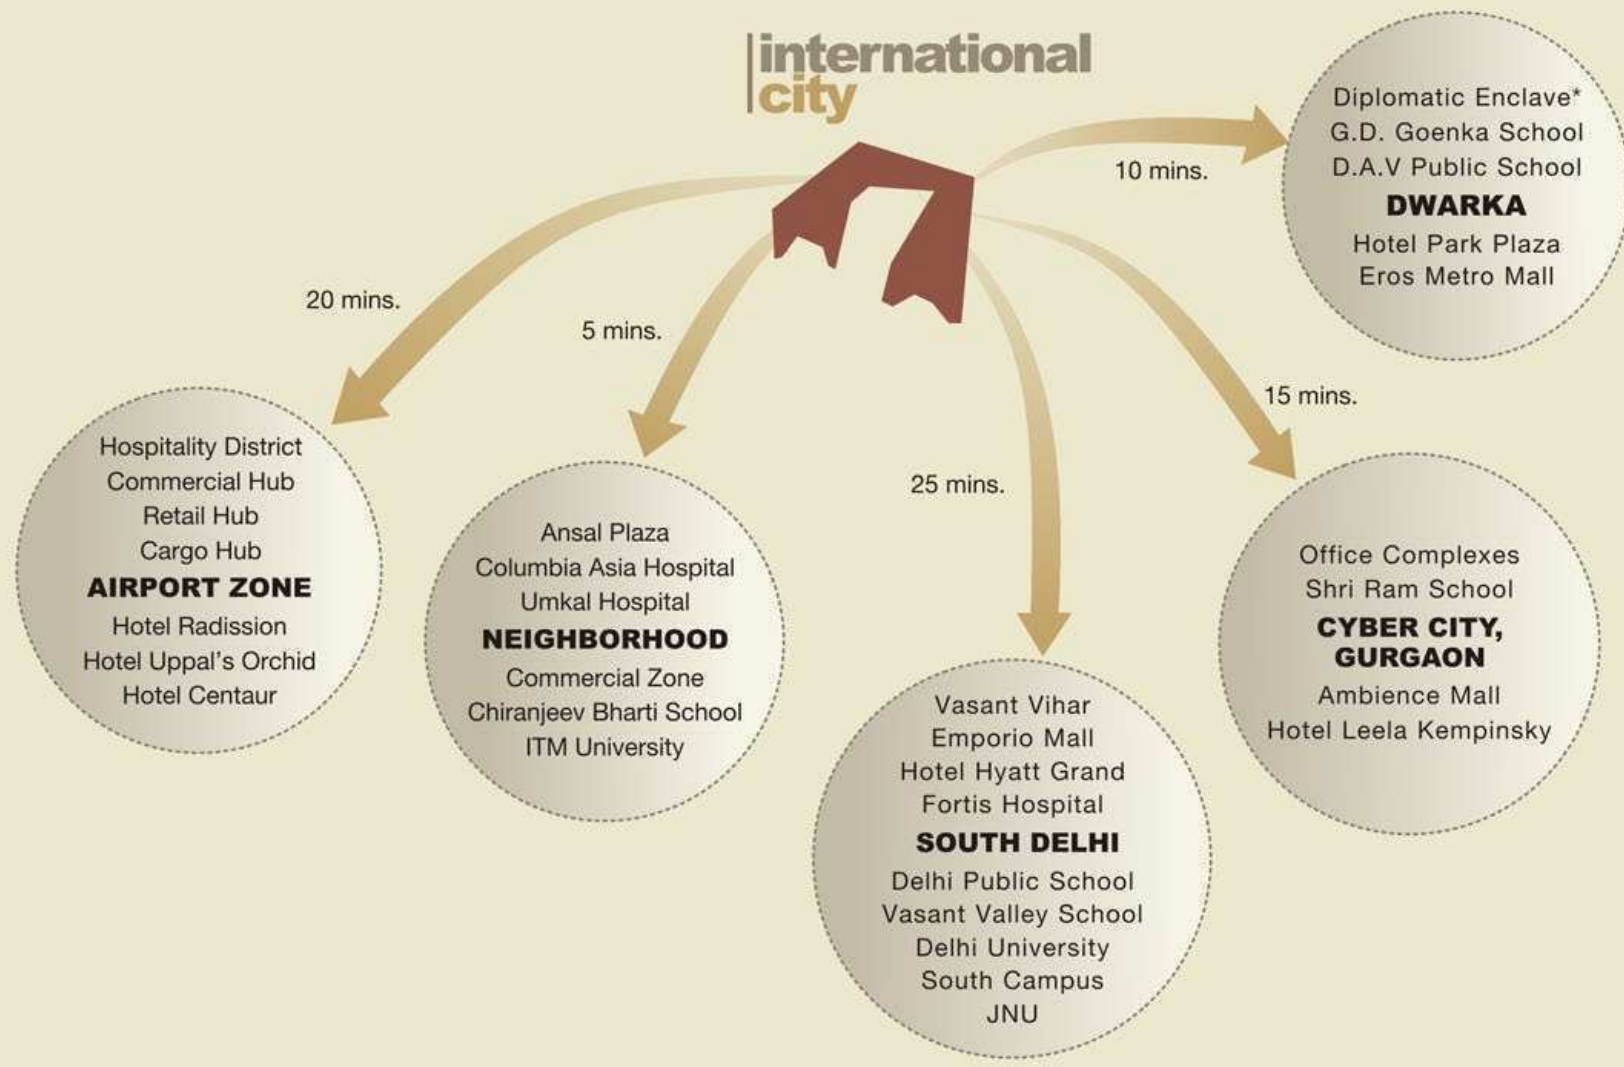 international
city
Diplomatic Enclave*
G.D. Goenka School
D.A.V Public School
DWARKA
Hotel Park Plaza
Eros Metro Mall
10 mins.
20 mins.
5 mins.
25 mins.
15 mins.
Hospitality District
Commercial Hub
Retail Hub
Cargo Hub
AIRPORT ZONE
Hotel Radission
Hotel Uppal's Orchid
Hotel Centaur
Ansal Plaza
Columbia Asia Hospital
Umkal Hospital
NEIGHBORHOOD
Commercial Zone
Chiranjeev Bharti School
ITM University
Vasant Vihar
Emporio Mall
Hotel Hyatt Grand
Fortis Hospital
SOUTH DELHI
Delhi Public School
Vasant Valley School
Delhi University
South Campus
JNU
Office Complexes
Shri Ram School
CYBER CITY,
GURGAON
Ambience Mall
Hotel Leela Kempinsky